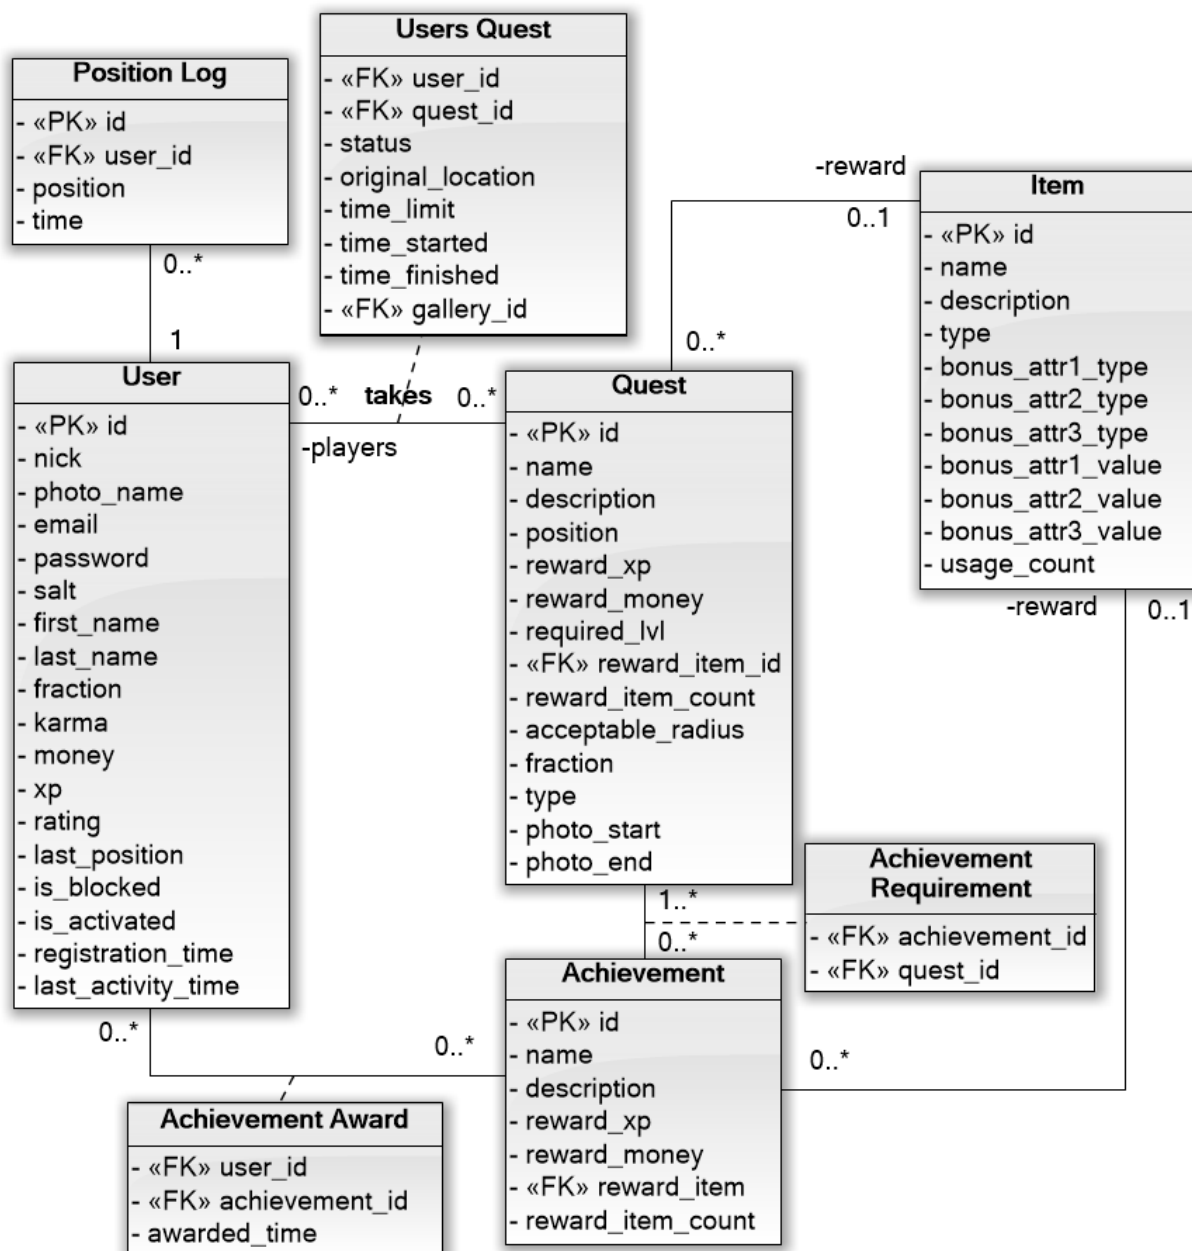 Users Quest
- «FK» user_id
- «FK» quest_id
- status
- original_location
- time_limit
- time_started
- time_finished
- «FK» gallery_id
Position Log
- «PK» id
- «FK» user_id
- position
- time
0..*
1
-reward
0..1
Item
- «PK» id
- name
- description
- type
- bonus_attr1_type
- bonus_attr2_type
- bonus_attr3_type
- bonus_attr1_value
- bonus_attr2_value
- bonus_attr3_value
- usage_count
-reward
0..1
0..*
User
- «PK» id
- nick
- photo_name
- email
- password
- salt
- first_name
- last_name
- fraction
- karma
- money
- xp
- rating
- last_position
- is_blocked
- is_activated
- registration_time
- last_activity_time
0..* takes 0..*
-players
Quest
- «PK» id
- name
- description
- position
- reward_xp
- reward_money
- required_lvl
- «FK» reward_item_id
- reward_item_count
- acceptable_radius
- fraction
- type
- photo_start
- photo_end
1..*
0..*
Achievement
Requirement
- «FK» achievement_id
- «FK» quest_id
0..*
0..*
0..*
Achievement
- «PK» id
- name
- description
- reward_xp
- reward_money
- «FK» reward_item
- reward_item_count
Achievement Award
- «FK» user_id
- «FK» achievement_id
- awarded_time